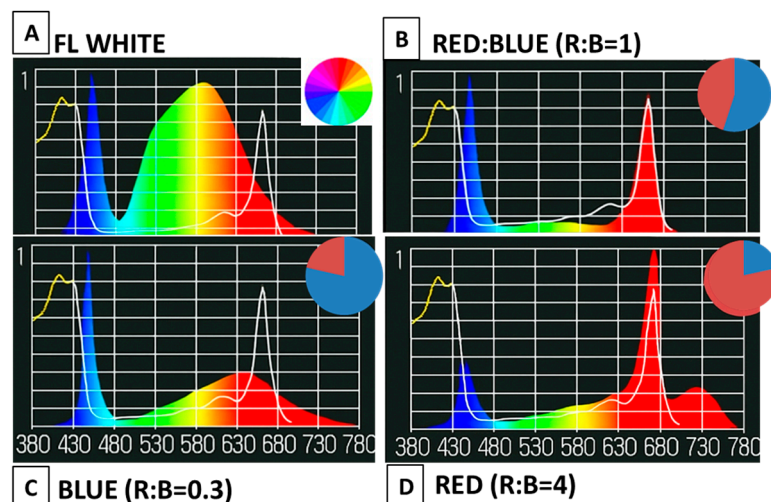 A FL WHITE
B RED:BLUE (R:B=1)
1
1
1
1
380 430 480 530 580 630 680 730 780
380 430 480 530 580 630 680 730 780
C BLUE (R:B=0.3)
D RED (R:B=4)